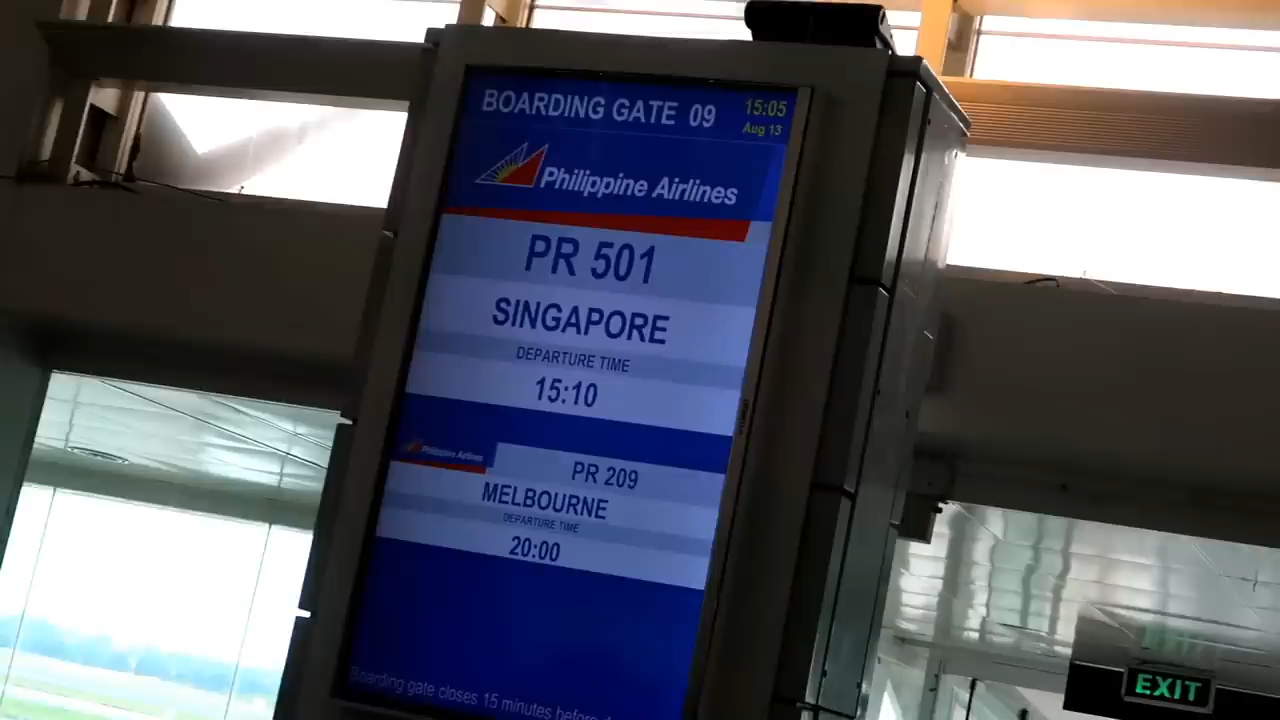 BOARDING GATE 09
15:05
Aug 13
Philippine Airlines
PR 501
SINGAPORE
DEPARTURE TIME
15:10
Philippine Airlines
PR 209
MELBOURNE
DEPARTURE TIME
20:00
Boarding gate closes 15 minutes before
EXIT